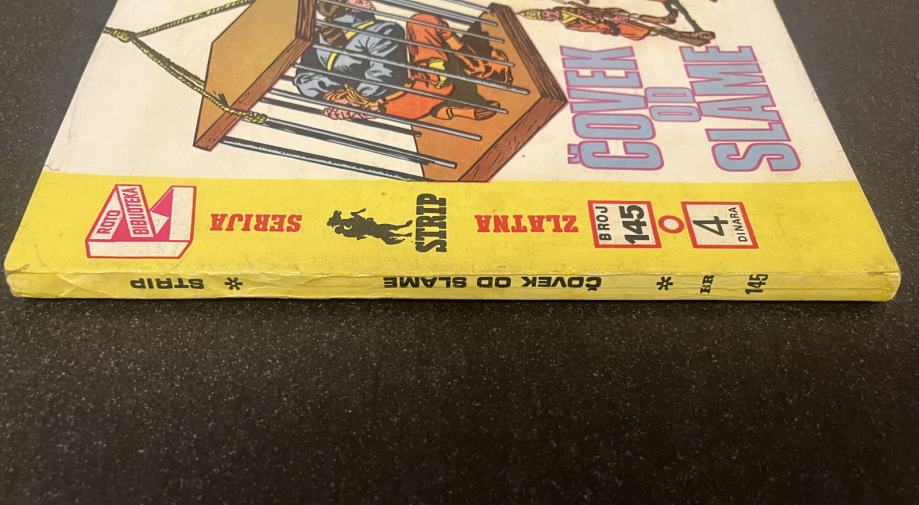 ČOVEK
OD
SLAME
ROTO
BIBLIOTEKA
SERIJA
STRIP
ZLATNA
BROJ
145
4
DINARA
STRIP * ČOVEK OD SLAME * 145